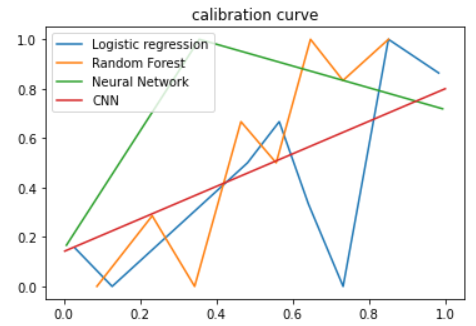 calibration curve
Logistic regression
Random Forest
Neural Network
CNN
1.0
0.8
0.6
0.4
0.2
0.0
0.0 0.2 0.4 0.6 0.8 1.0